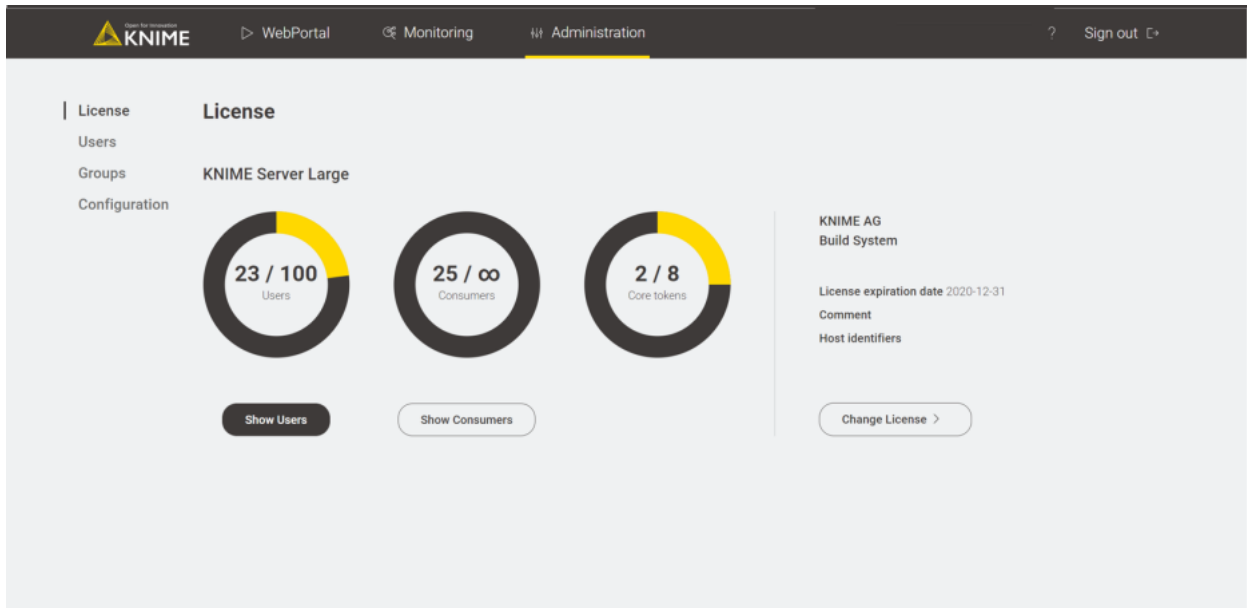 Open for Innovation
KNIME
WebPortal
Monitoring
Administration
?
Sign out
License
Users
Groups
Configuration
License
KNIME Server Large
23 / 100
Users
25 / ∞
Consumers
2 / 8
Core tokens
Show Users
Show Consumers
KNIME AG
Build System
License expiration date 2020-12-31
Comment
Host identifiers
Change License >